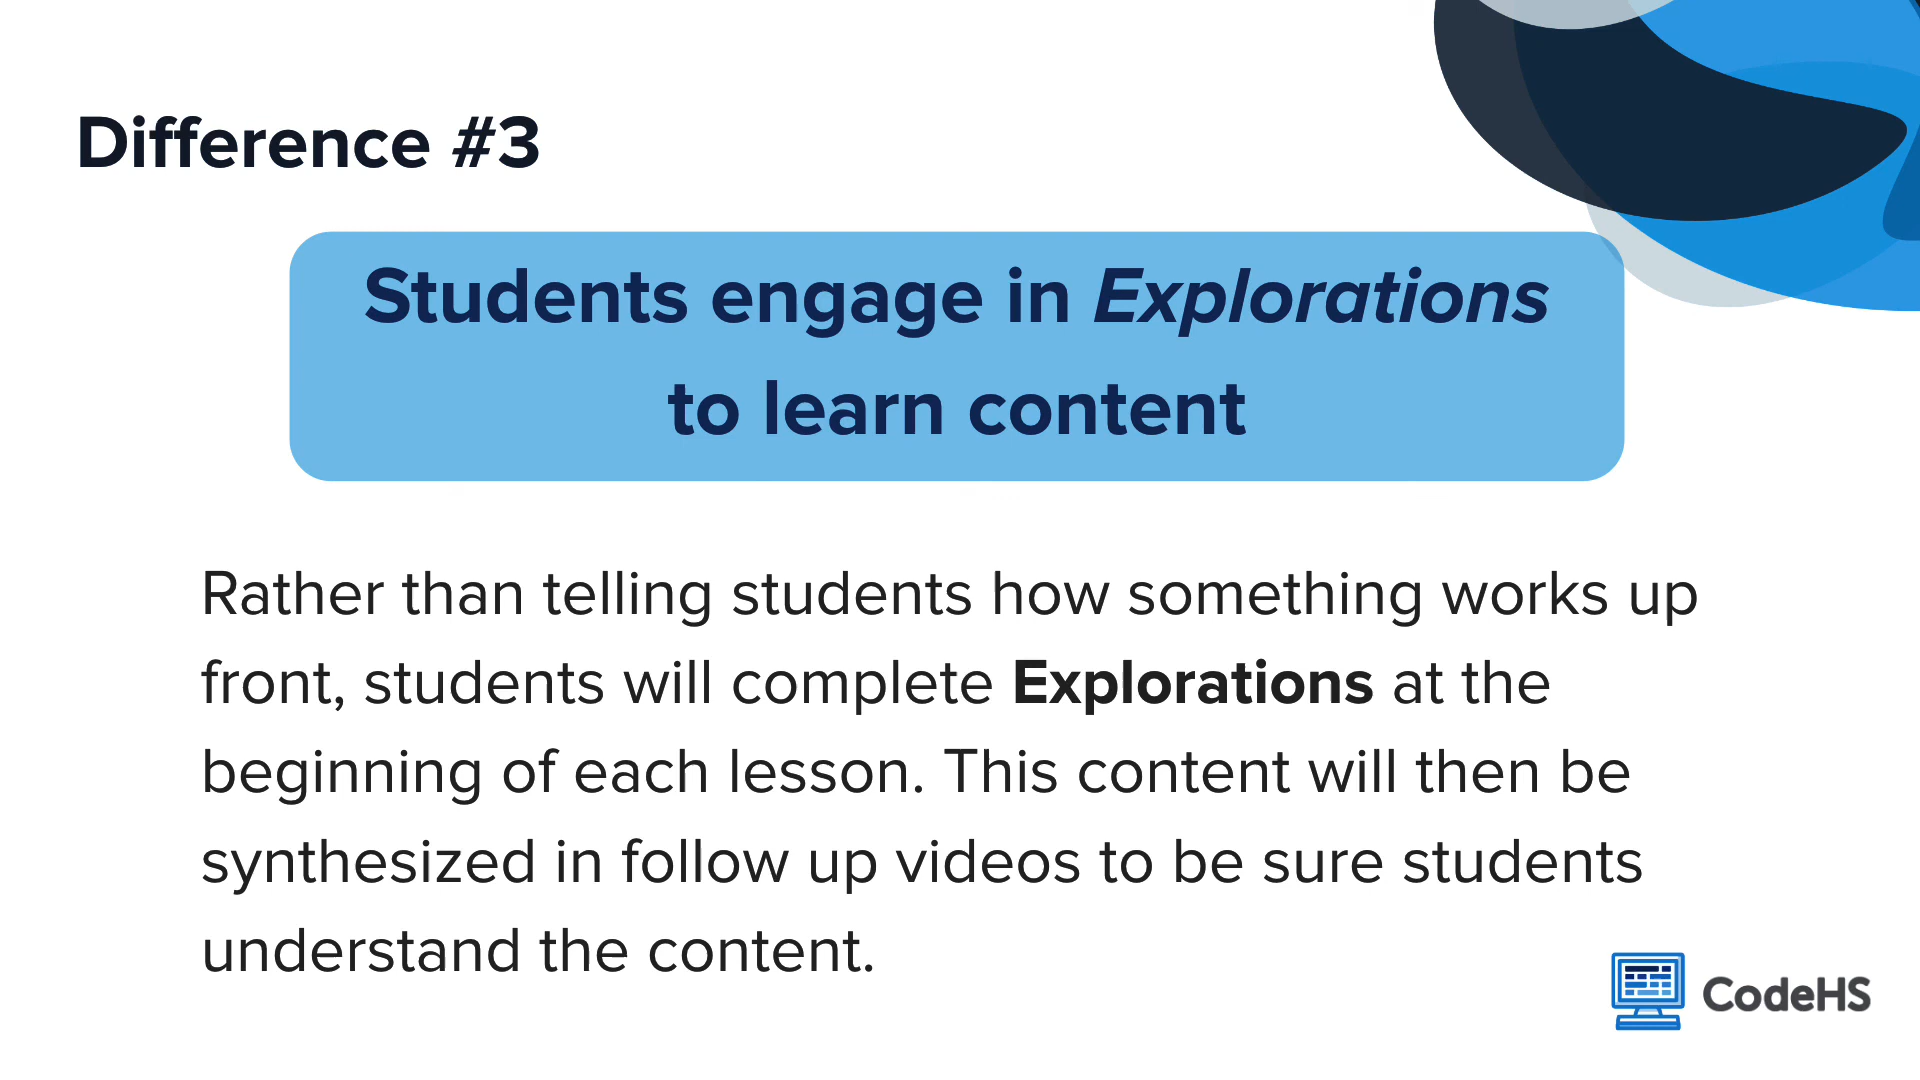 Difference #3
Students engage in Explorations
to learn content
Rather than telling students how something works up
front, students will complete Explorations at the
beginning of each lesson. This content will then be
synthesized in follow up videos to be sure students
understand the content.
CodeHS